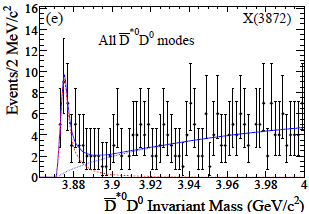 (e)
X(3872)
All D̅*0D0 modes
Events/2 MeV/c2
16
14
12
10
8
6
4
2
0
3.88 3.9 3.92 3.94 3.96 3.98 4
D̅*0D0 Invariant Mass (GeV/c2)